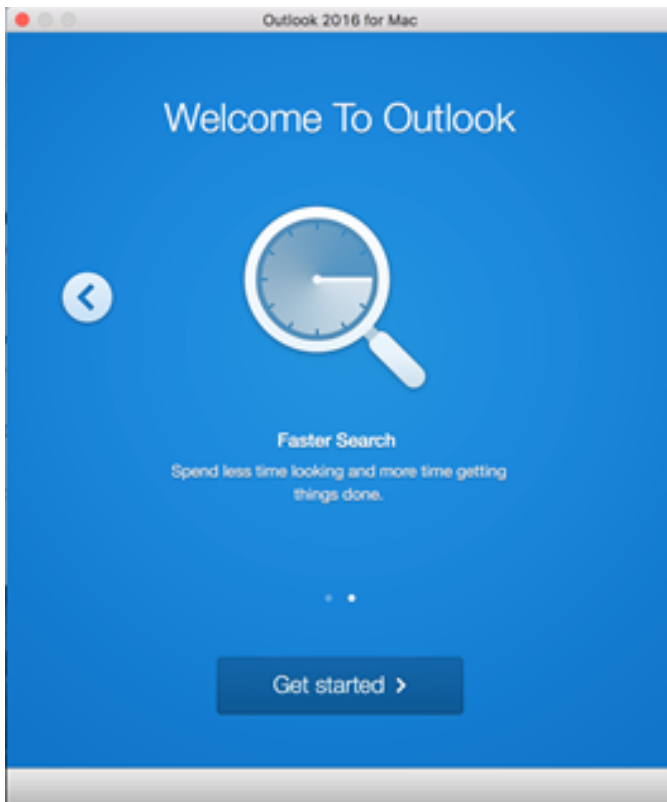 Outlook 2016 for Mac
Welcome To Outlook
Faster Search
Spend less time looking and more time getting
things done.
Get started